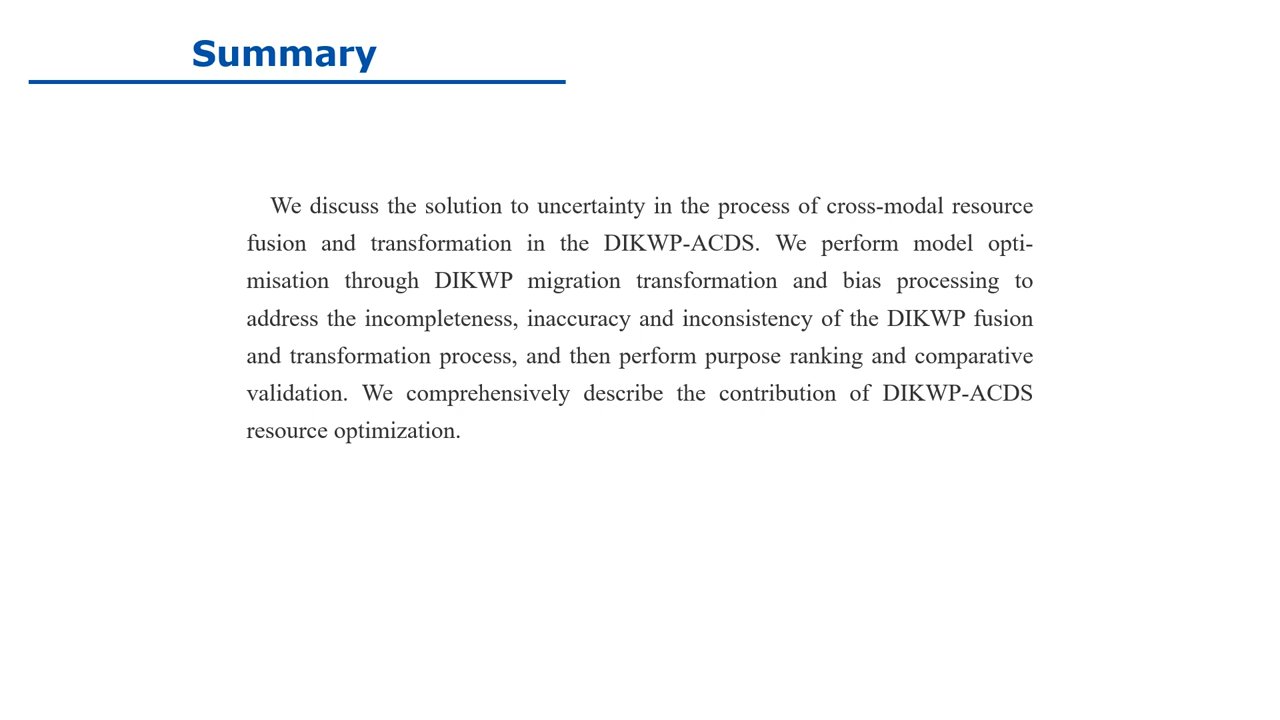 Summary
We discuss the solution to uncertainty in the process of cross-modal resource
fusion and transformation in the DIKWP-ACDS. We perform model opti-
misation through DIKWP migration transformation and bias processing to
address the incompleteness, inaccuracy and inconsistency of the DIKWP fusion
and transformation process, and then perform purpose ranking and comparative
validation. We comprehensively describe the contribution of DIKWP-ACDS
resource optimization.